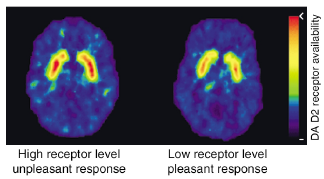 High receptor level
unpleasant response
Low receptor level
pleasant response
DA D2 receptor availability